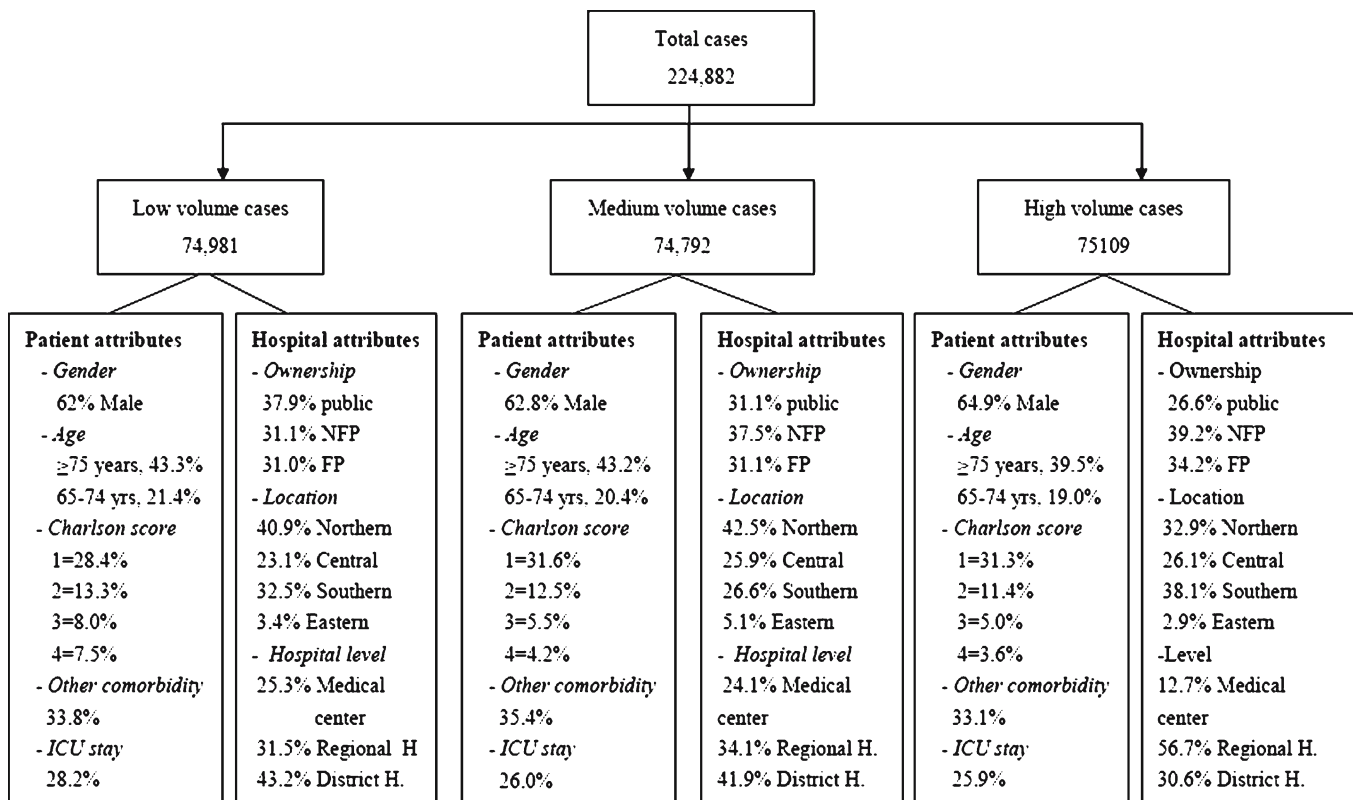 Total cases
224,882
Low volume cases
74,981
Medium volume cases
74,792
High volume cases
75109
Patient attributes
- Gender
62% Male
- Age
≥75 years, 43.3%
65-74 yrs, 21.4%
- Charlson score
1=28.4%
2=13.3%
3=8.0%
4=7.5%
- Other comorbidity
33.8%
- ICU stay
28.2%
Hospital attributes
- Ownership
37.9% public
31.1% NFP
31.0% FP
- Location
40.9% Northern
23.1% Central
32.5% Southern
3.4% Eastern
- Hospital level
25.3% Medical
center
31.5% Regional H
43.2% District H.
Patient attributes
- Gender
62.8% Male
- Age
≥75 years, 43.2%
65-74 yrs, 20.4%
- Charlson score
1=31.6%
2=12.5%
3=5.5%
4=4.2%
- Other comorbidity
35.4%
- ICU stay
26.0%
Hospital attributes
- Ownership
31.1% public
37.5% NFP
31.1% FP
- Location
42.5% Northern
25.9% Central
26.6% Southern
5.1% Eastern
- Hospital level
24.1% Medical
center
34.1% Regional H.
41.9% District H.
Patient attributes
- Gender
64.9% Male
- Age
≥75 years, 39.5%
65-74 yrs, 19.0%
- Charlson score
1=31.3%
2=11.4%
3=5.0%
4=3.6%
- Other comorbidity
33.1%
- ICU stay
25.9%
Hospital attributes
- Ownership
26.6% public
39.2% NFP
34.2% FP
- Location
32.9% Northern
26.1% Central
38.1% Southern
2.9% Eastern
-Level
12.7% Medical
center
56.7% Regional H.
30.6% District H.